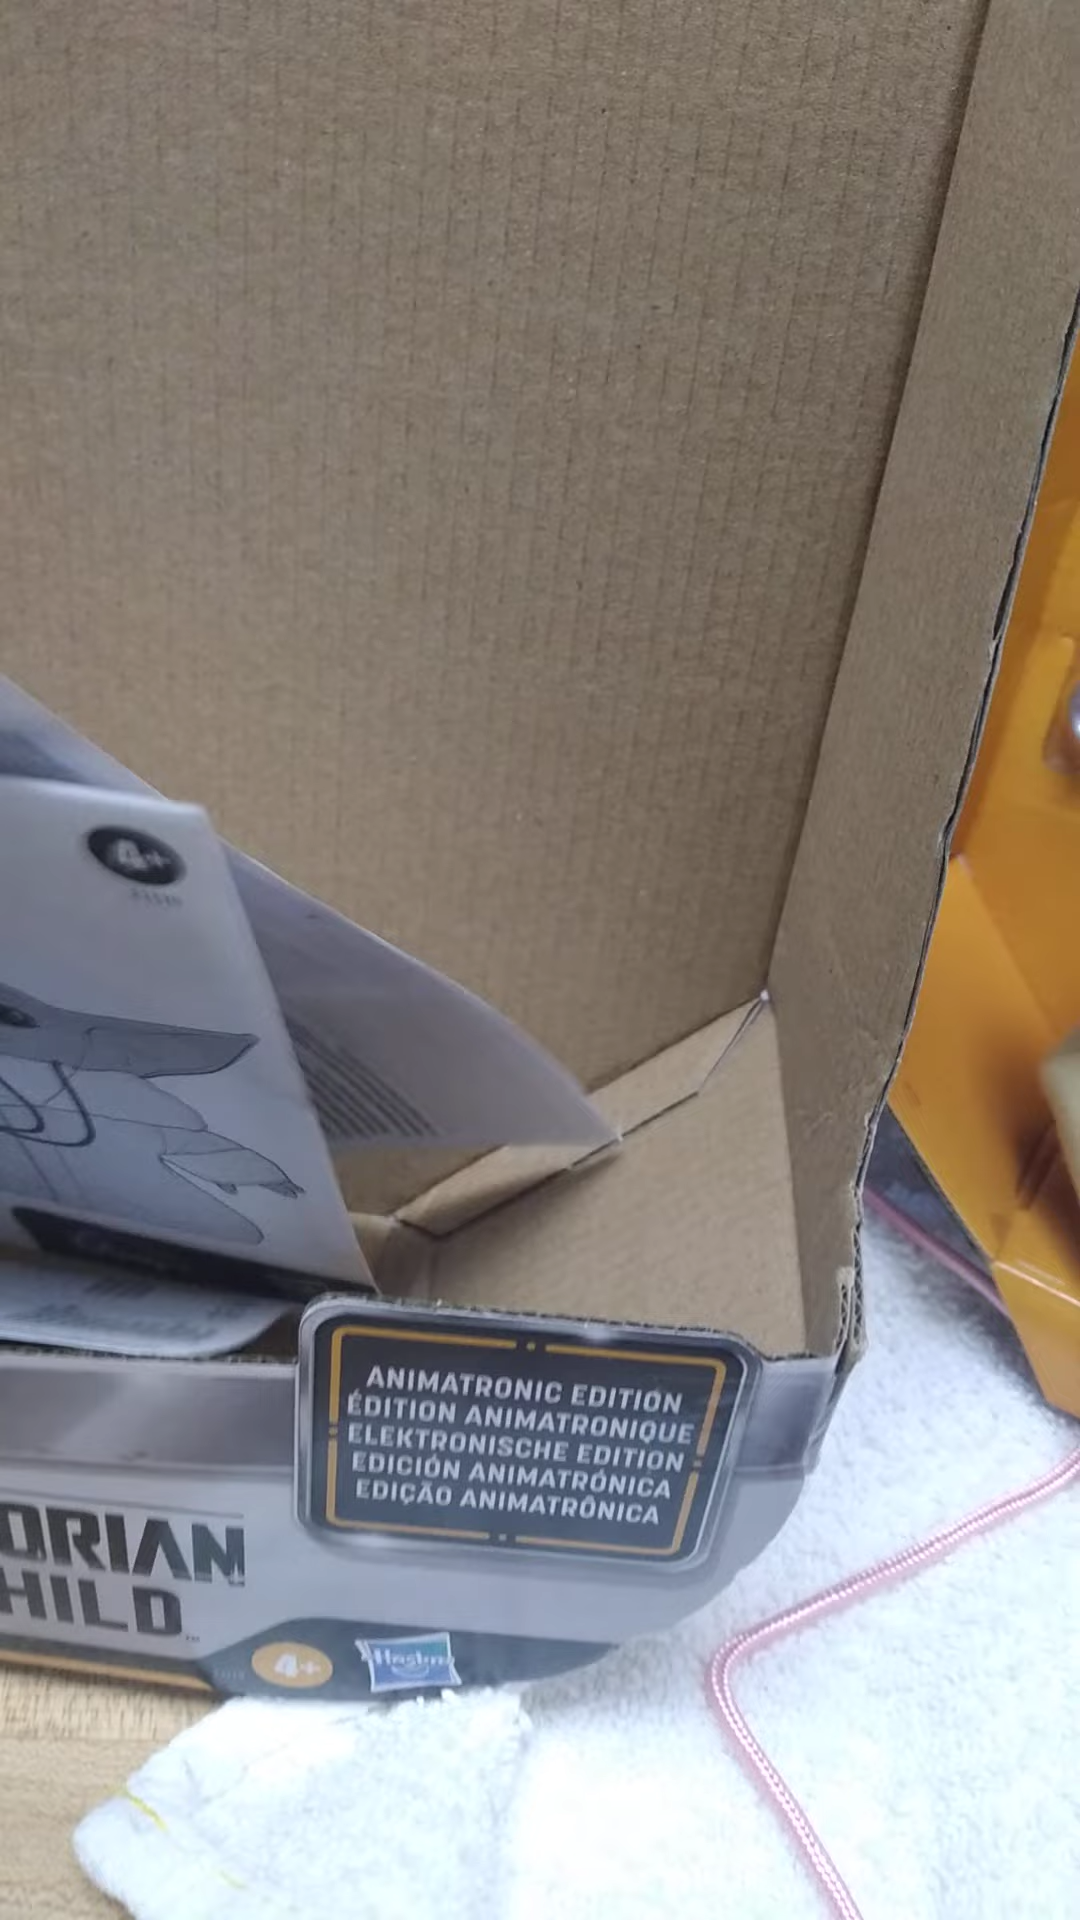 4+
ANIMATRONIC EDITION
ÉDITION ANIMATRONIQUE
ELEKTRONISCHE EDITION
EDICIÓN ANIMATRÓNICA
EDIÇÃO ANIMATRÔNICA
ORIAN
HILD
4+
Hasbro